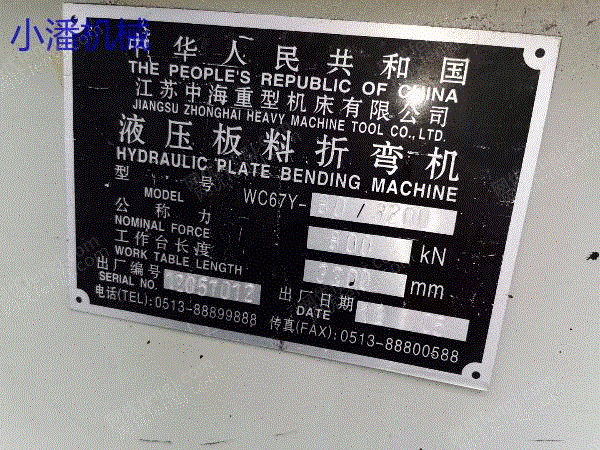 小潘机械
中华人民共和国
THE PEOPLE'S REPUBLIC OF CHINA
江苏中海重型机床有限公司
JIANGSU ZHONGHAI HEAVY MACHINE TOOL CO., LTD.
液压板料折弯机
HYDRAULIC PLATE BENDING MACHINE
型号 WC67Y-
MODEL
公称力 kN
NOMINAL FORCE
工作台长度 mm
WORK TABLE LENGTH
出厂编号 出厂日期
SERIAL NO. DATE
电话(TEL):0513-88899888 传真(FAX):0513-88800588